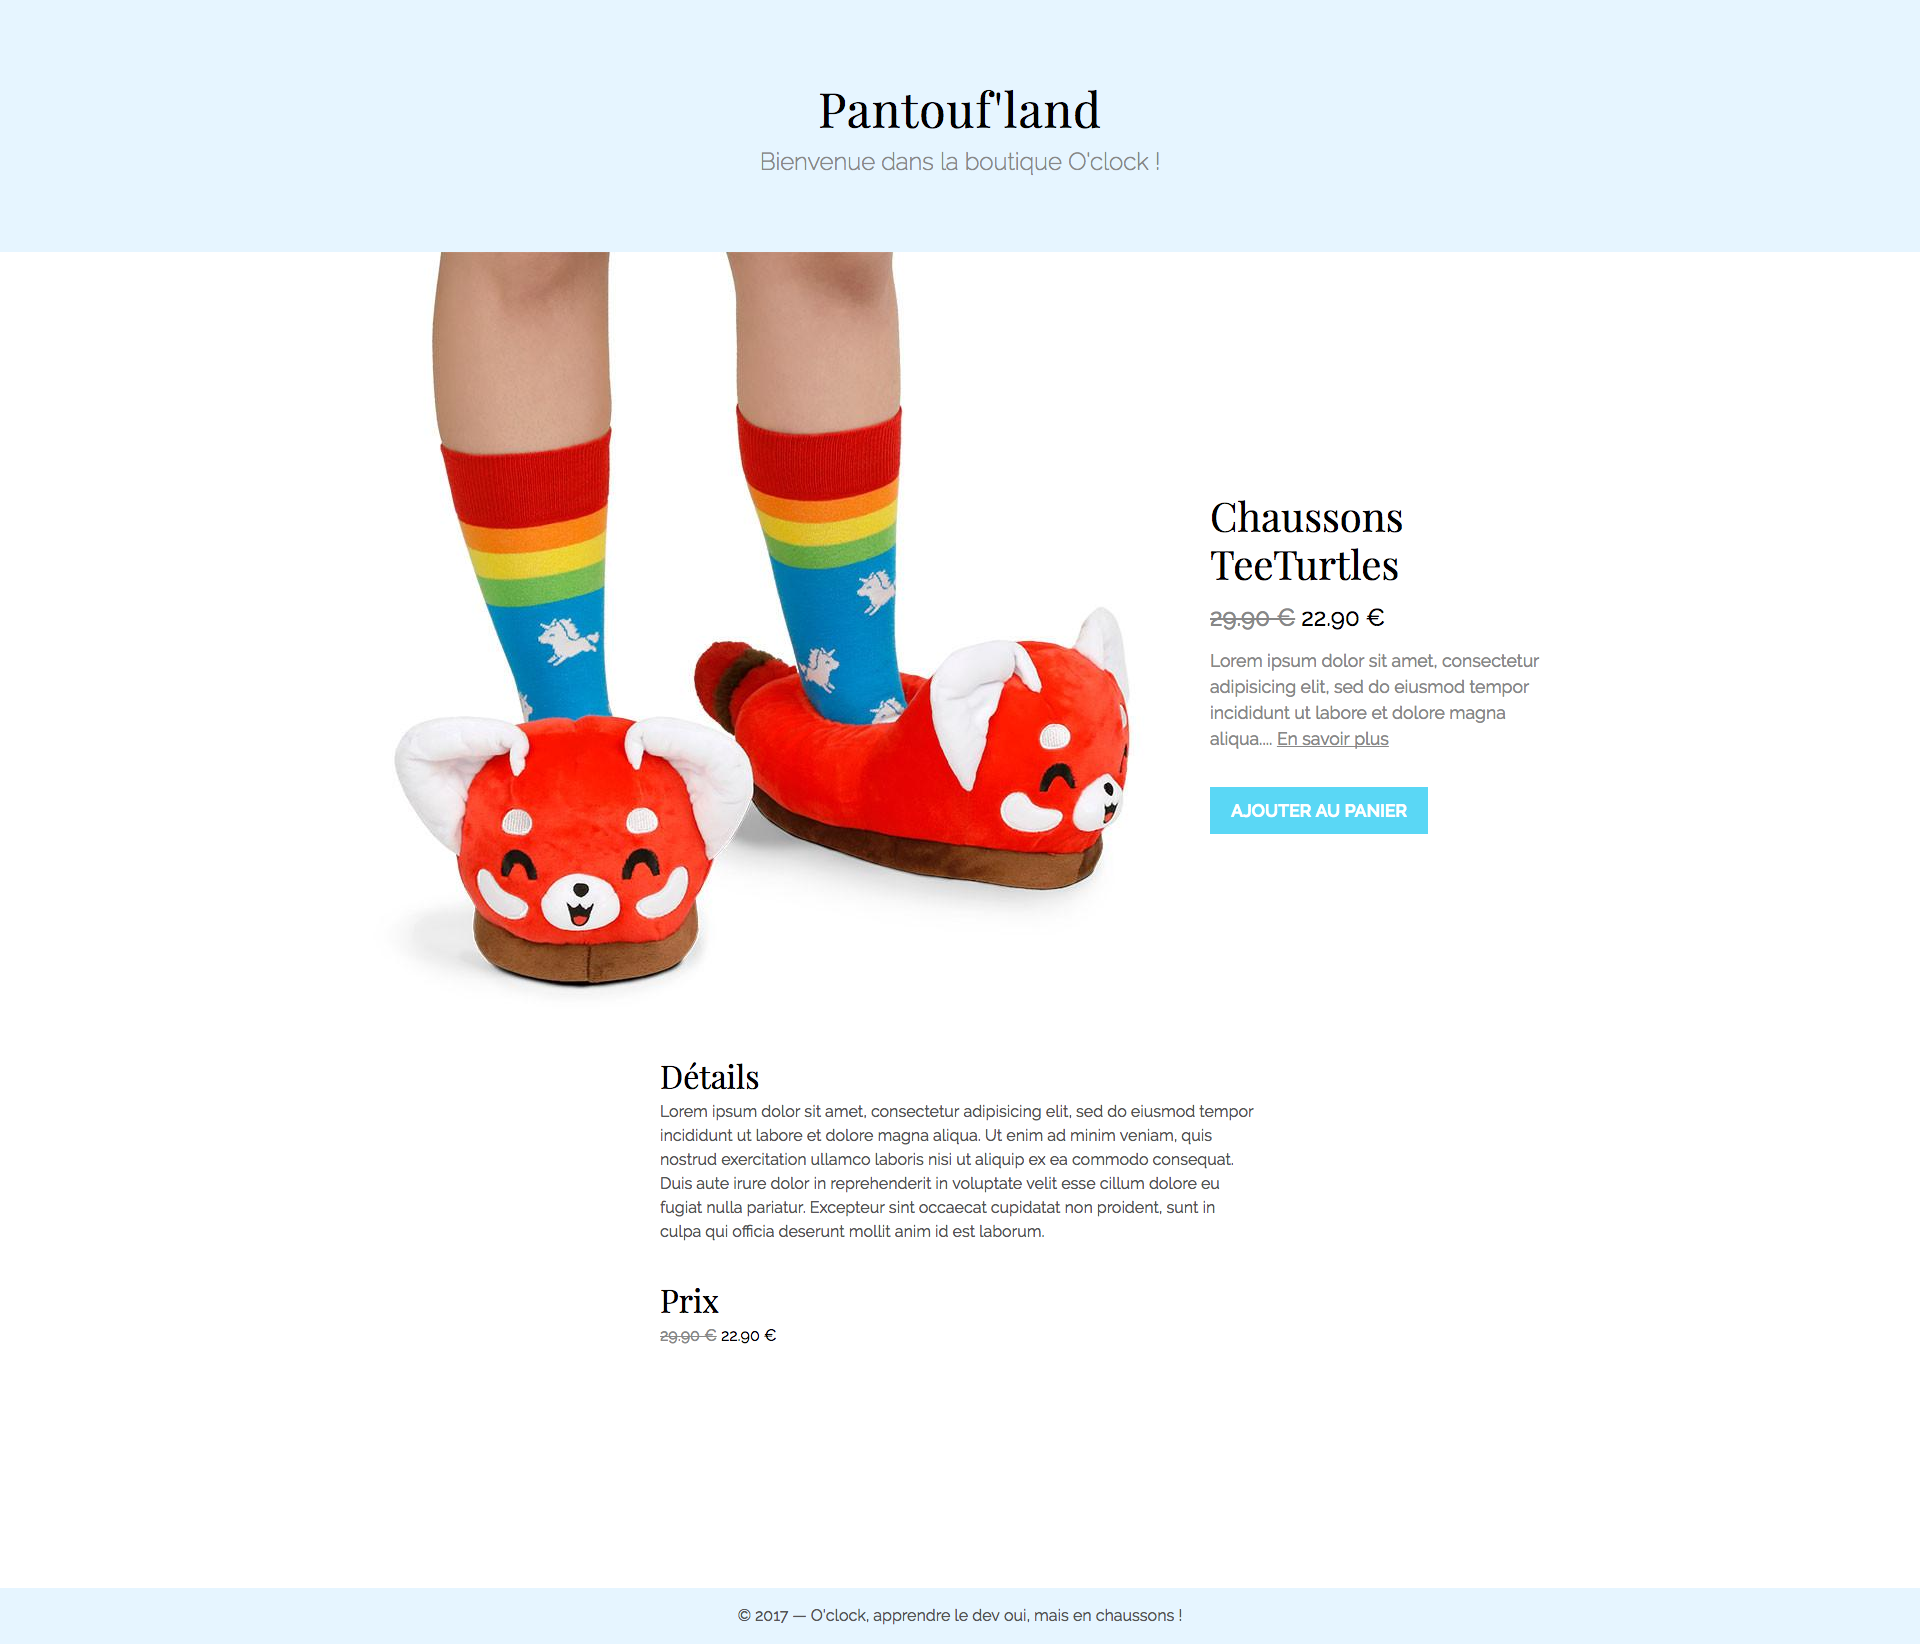 Pantouf'land
Bienvenue dans la boutique O'clock !
Chaussons
TeeTurtles
29.90 € 22.90 €
Lorem ipsum dolor sit amet, consectetur
adipisicing elit, sed do eiusmod tempor
incididunt ut labore et dolore magna
aliqua.... En savoir plus
AJOUTER AU PANIER
Détails
Lorem ipsum dolor sit amet, consectetur adipisicing elit, sed do eiusmod tempor
incididunt ut labore et dolore magna aliqua. Ut enim ad minim veniam, quis
nostrud exercitation ullamco laboris nisi ut aliquip ex ea commodo consequat.
Duis aute irure dolor in reprehenderit in voluptate velit esse cillum dolore eu
fugiat nulla pariatur. Excepteur sint occaecat cupidatat non proident, sunt in
culpa qui officia deserunt mollit anim id est laborum.
Prix
29.90 € 22.90 €
© 2017 — O'clock, apprendre le dev oui, mais en chaussons !